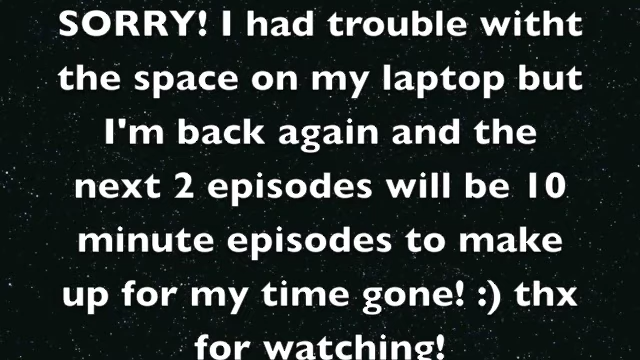 SORRY! I had trouble witht
the space on my laptop but
I'm back again and the
next 2 episodes will be 10
minute episodes to make
up for my time gone! :) thx
for watching!